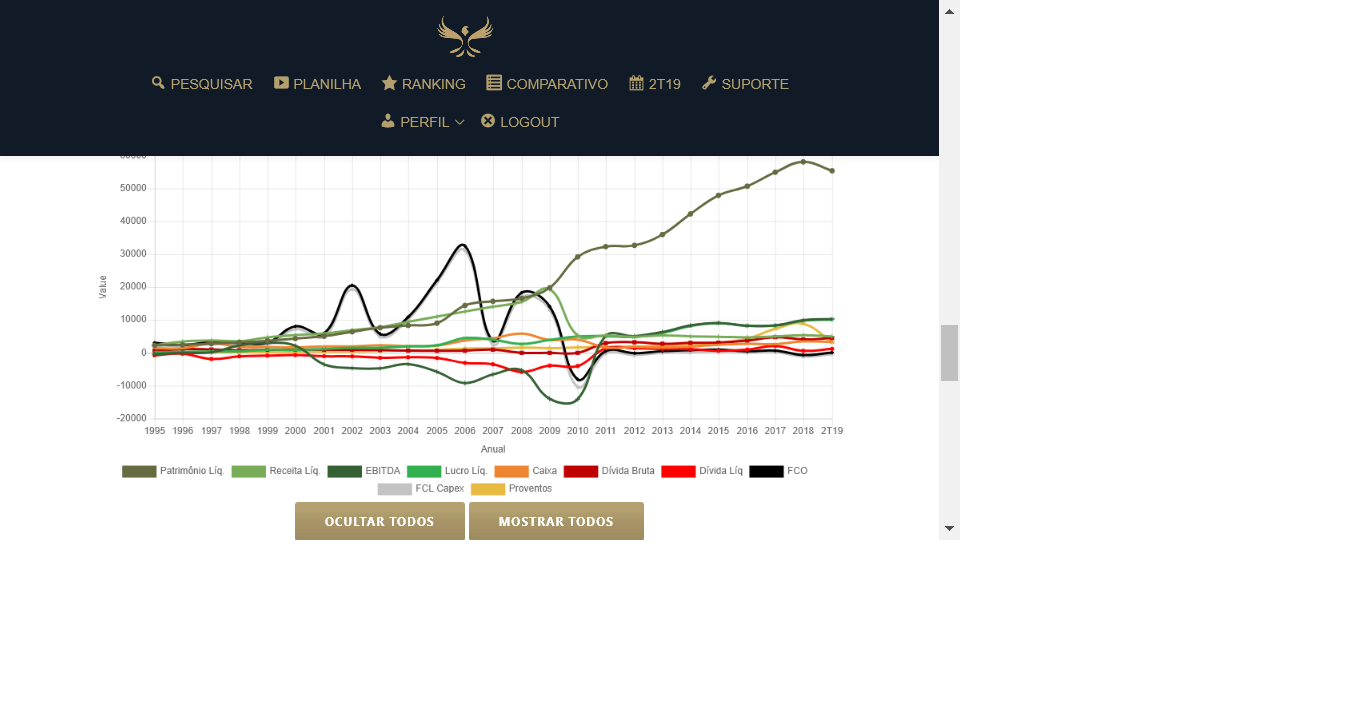 PESQUISAR PLANILHA RANKING COMPARATIVO 2T19 SUPORTE
PERFIL LOGOUT
60000
50000
40000
30000
20000
10000
0
-10000
-20000
Value
1995 1996 1997 1998 1999 2000 2001 2002 2003 2004 2005 2006 2007 2008 2009 2010 2011 2012 2013 2014 2015 2016 2017 2018 2T19
Anual
Patrimônio Líq. Receita Líq. EBITDA Lucro Líq. Caixa Dívida Bruta Dívida Líq FCO
FCL Capex Proventos
OCULTAR TODOS MOSTRAR TODOS